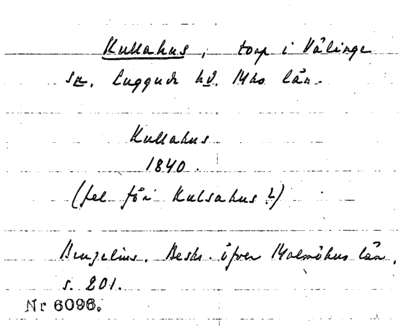 Kullahus, torp i Välinge
sn. Luggude hd. Mhs län.
Kullahus
1840.
(fel för Kulsahus?)
Beskr. öfver Malmöhus län,
s. 201.
Nr 6096.